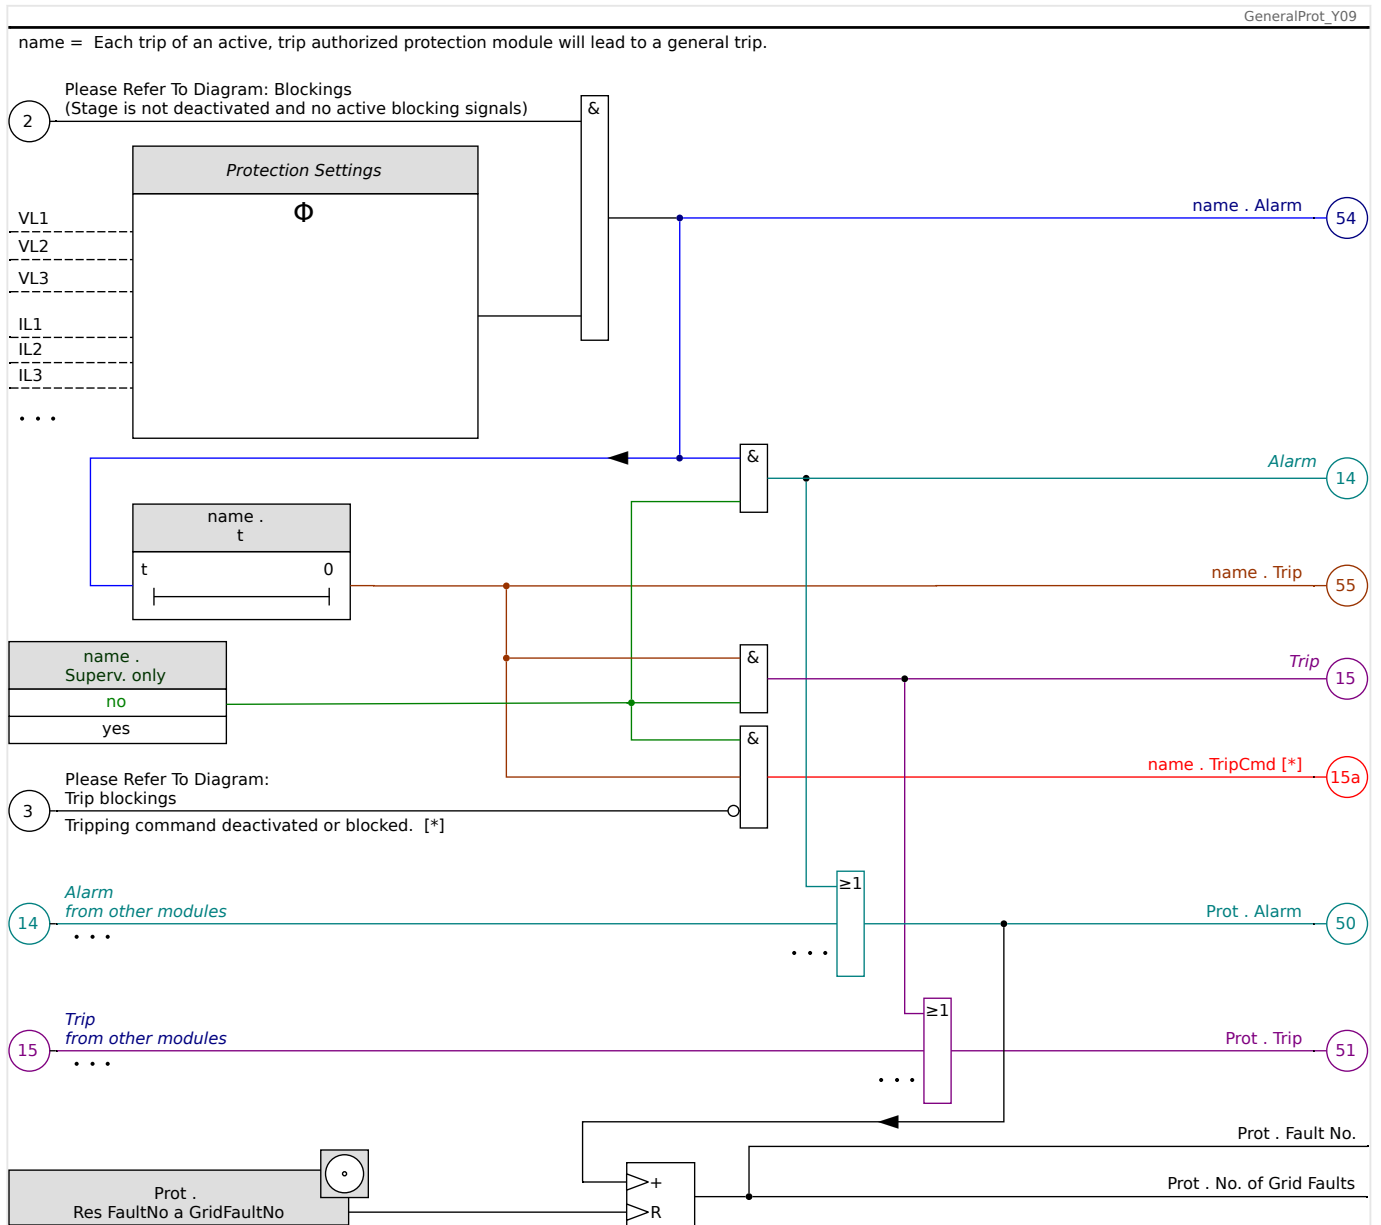 GeneralProt_Y09
name =  Each trip of an active, trip authorized protection module will lead to a general trip.
Please Refer To Diagram: Blockings
(Stage is not deactivated and no active blocking signals)
2
&
Protection Settings
Φ
VL1
VL2
VL3
IL1
IL2
IL3
. . .
name . Alarm
54
&
Alarm
14
name .
t
t 0
name . Trip
55
name .
Superv. only
no
yes
&
Trip
15
&
name . TripCmd [*]
15a
Please Refer To Diagram:
Trip blockings
3
Tripping command deactivated or blocked.  [*]
Alarm
from other modules
14
. . .
≥1
. . .
Prot . Alarm
50
Trip
from other modules
15
. . .
≥1
. . .
Prot . Trip
51
Prot . Fault No.
Prot . No. of Grid Faults
Prot .
Res FaultNo a GridFaultNo
+
R